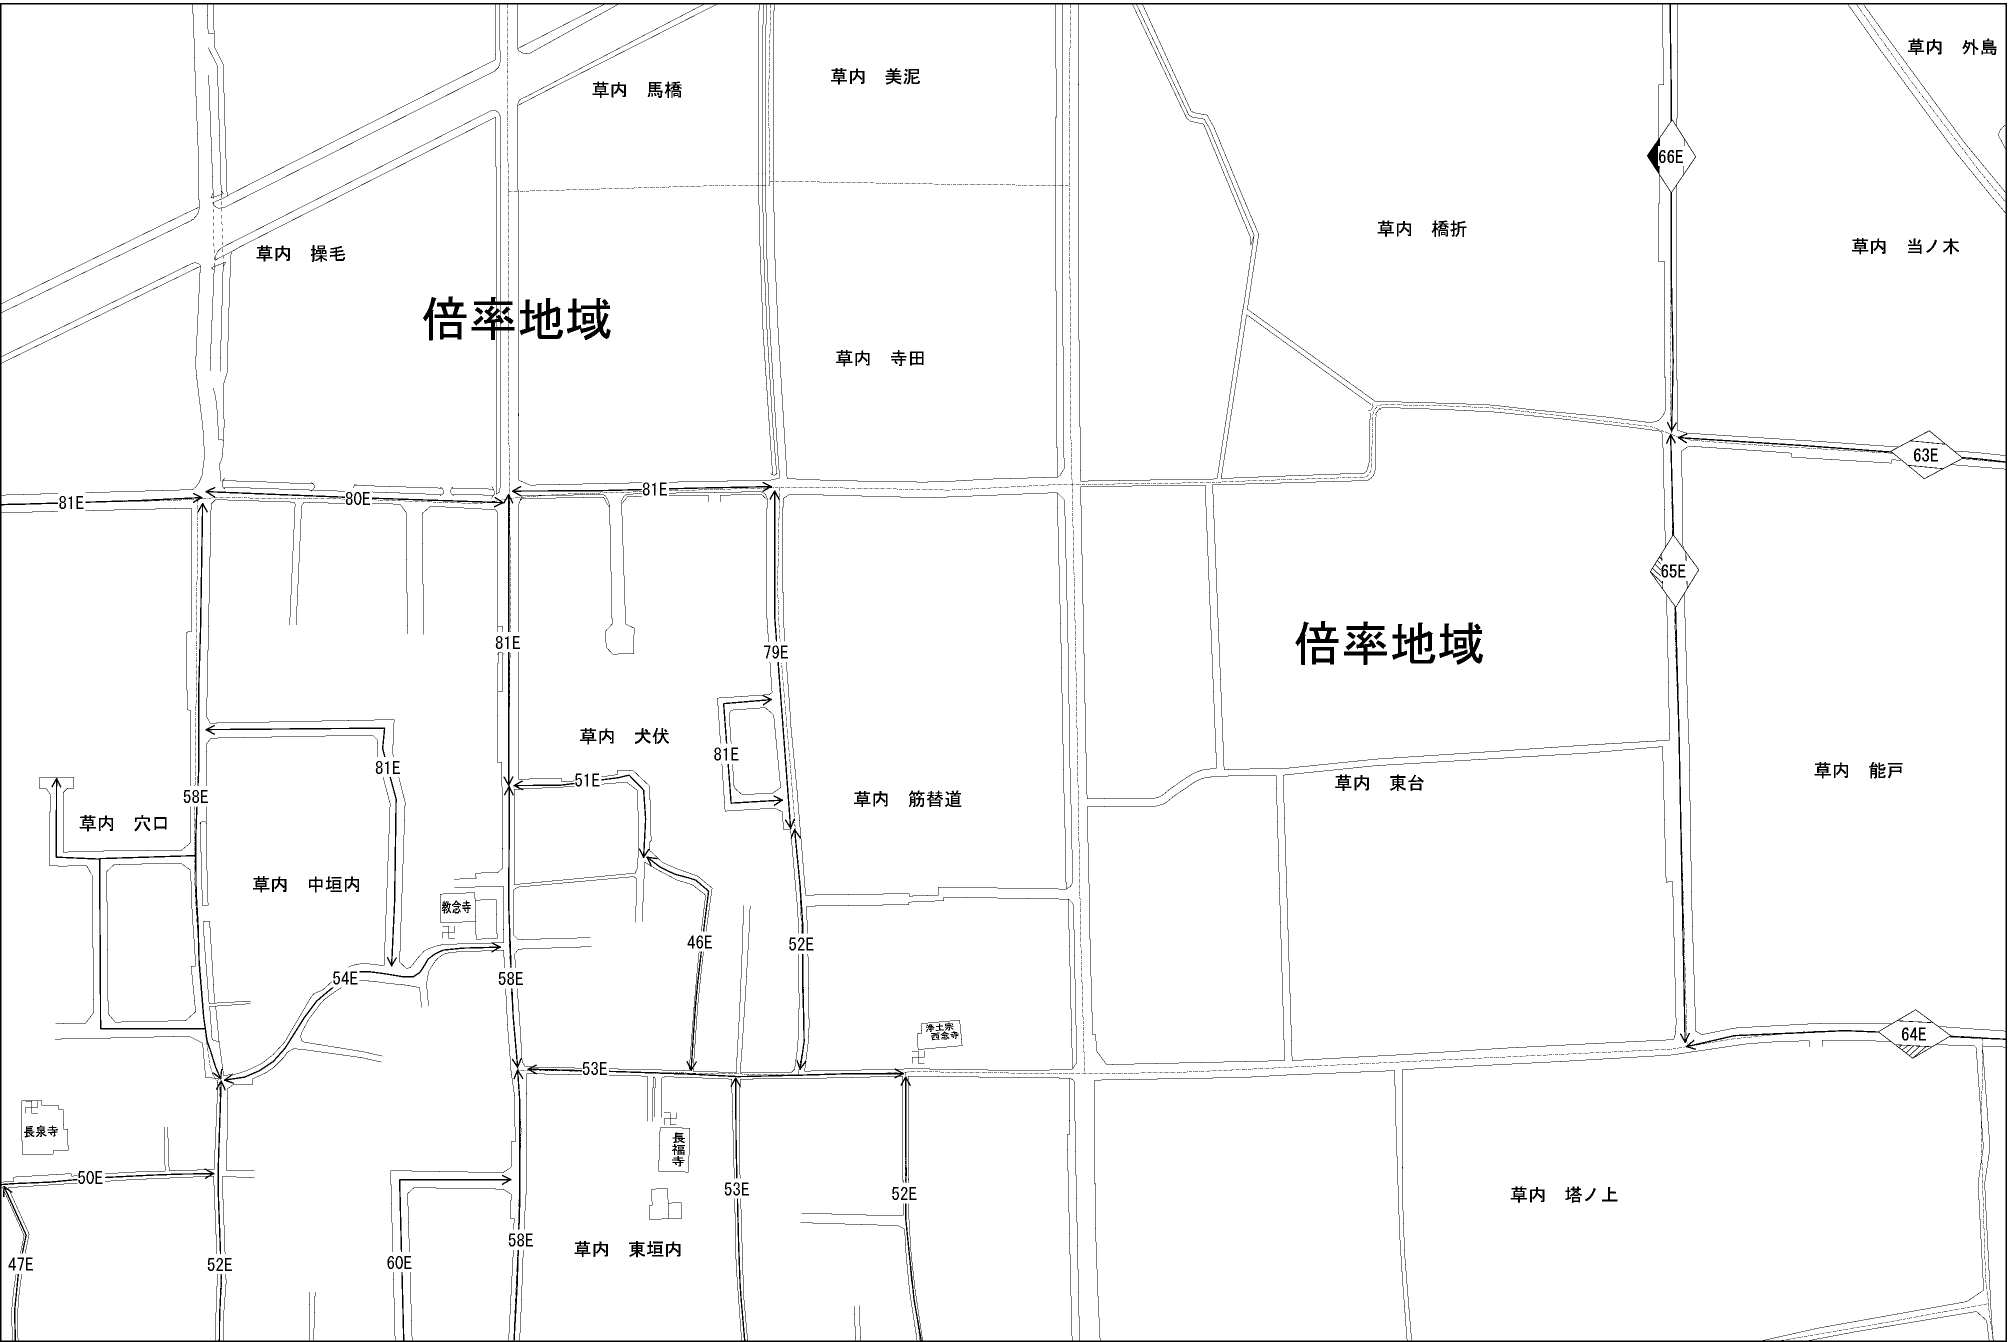 草内　外島
草内　馬橋
草内　美泥
66E
草内　橋折
草内　操毛
草内　当ノ木
倍率地域
草内　寺田
63E
81E
80E
81E
65E
81E
79E
倍率地域
草内　犬伏
81E
81E
51E
草内　東台
草内　能戸
58E
草内　筋替道
草内　穴口
草内　中垣内
教念寺
46E
52E
54E
58E
浄土宗
西念寺
64E
53E
長泉寺
長福寺
50E
53E
52E
草内　塔ノ上
58E
草内　東垣内
47E
52E
60E